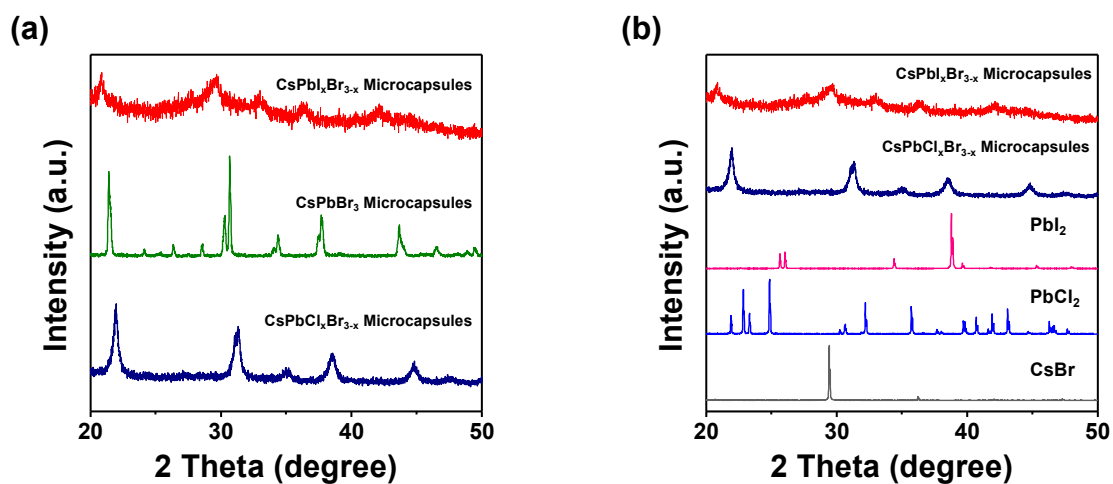 (a)
CsPbIₓBr₃₋ₓ Microcapsules
CsPbBr₃ Microcapsules
CsPbClₓBr₃₋ₓ Microcapsules
Intensity (a.u.)
20 30 40 50
2 Theta (degree)
(b)
CsPbIₓBr₃₋ₓ Microcapsules
CsPbClₓBr₃₋ₓ Microcapsules
PbI₂
PbCl₂
CsBr
Intensity (a.u.)
20 30 40 50
2 Theta (degree)